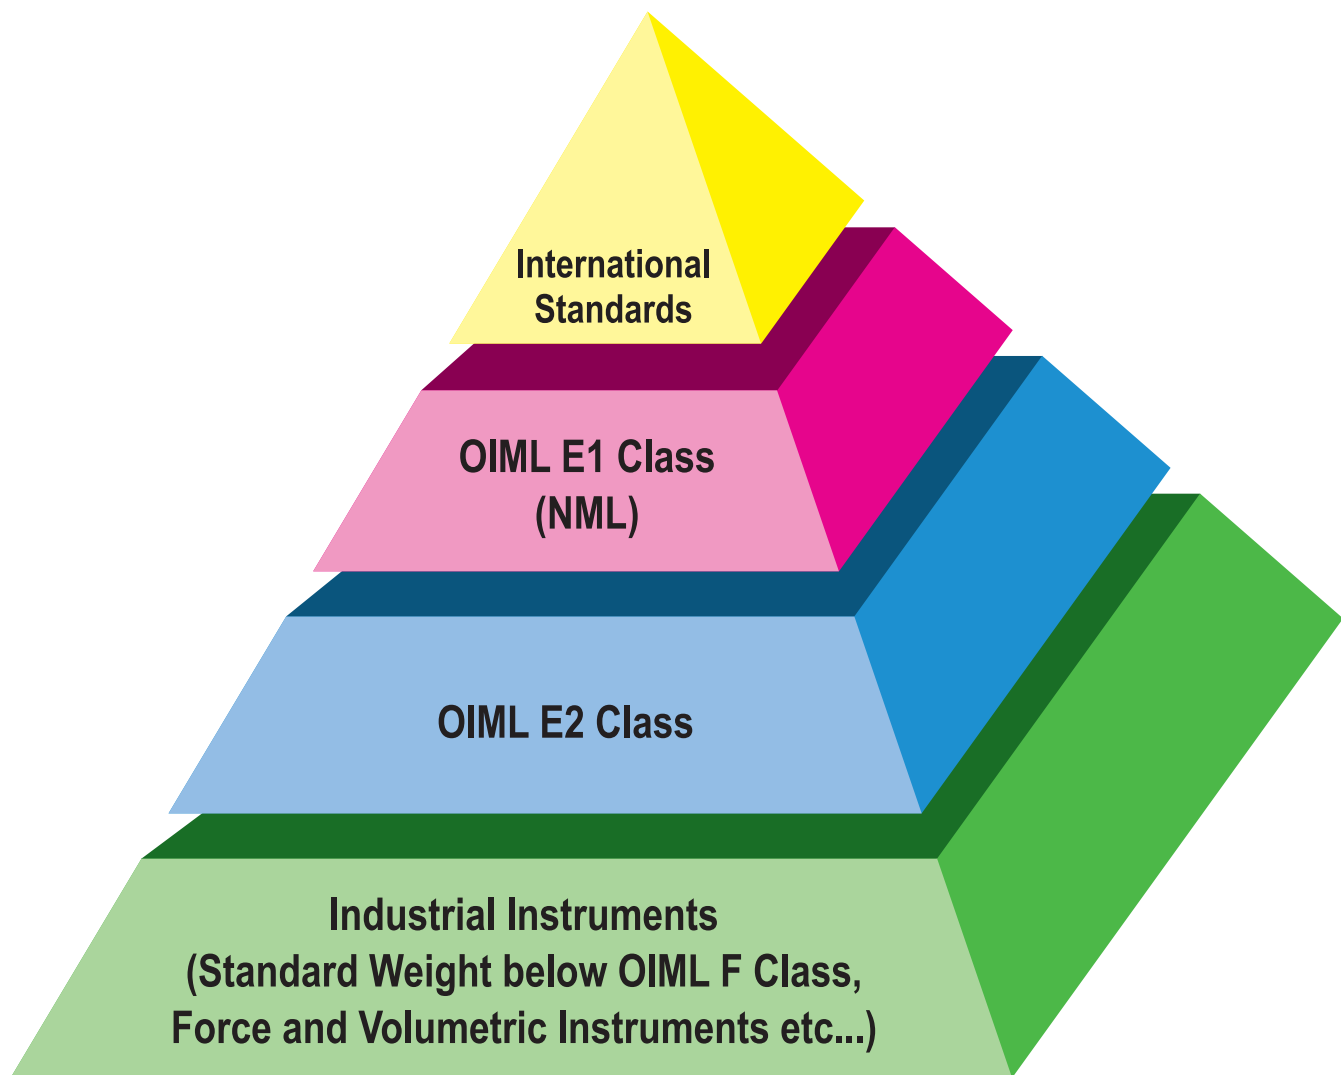 International
Standards
OIML E1 Class
(NML)
OIML E2 Class
Industrial Instruments
(Standard Weight below OIML F Class,
Force and Volumetric Instruments etc...)